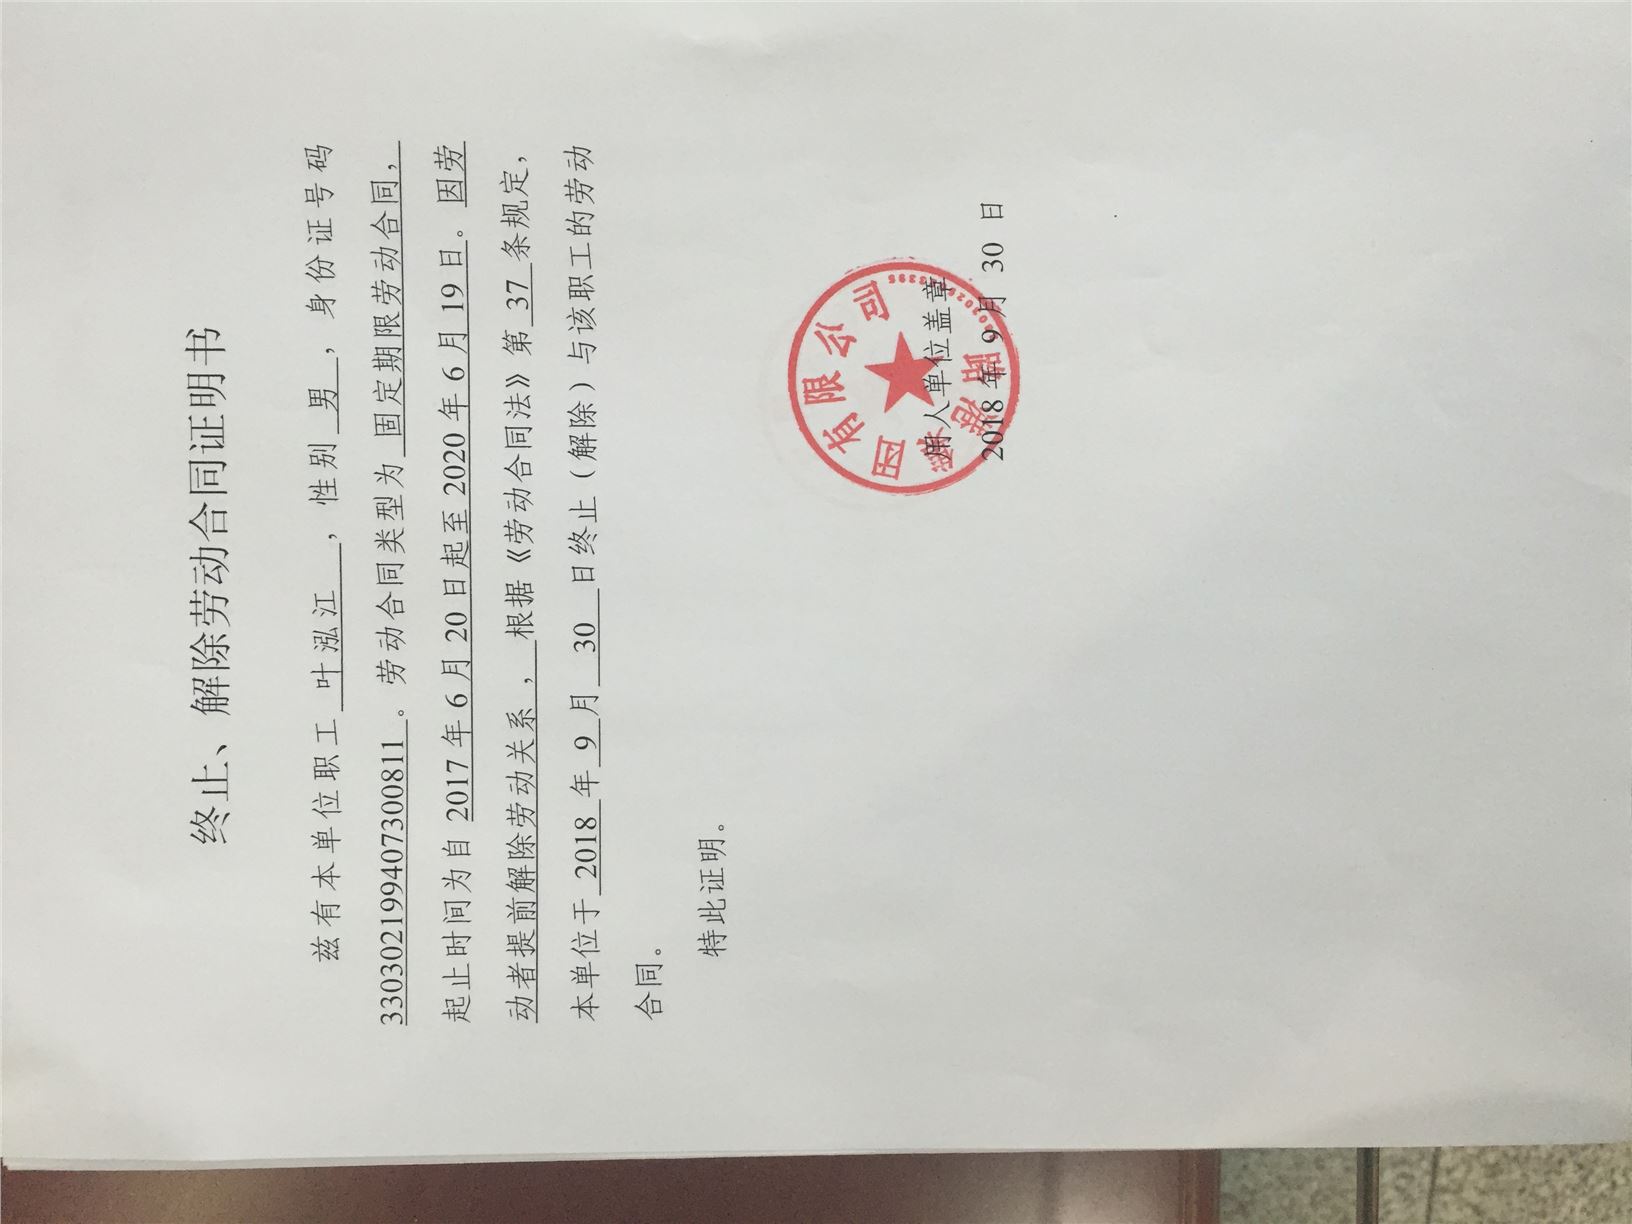 终止、解除劳动合同证明书
兹有本单位职工 叶泓江 ，性别 男 ，身份证号码
330302199407300811 。劳动合同类型为 固定期限劳动合同，
起止时间为自 2017 年 6 月 20 日起至 2020 年 6 月 19 日。因劳
动者提前解除劳动关系 ，根据《劳动合同法》第 37 条规定，
本单位于 2018 年 9 月 30 日终止（解除）与该职工的劳动
合同。
特此证明。
有限公司
用人单位盖章
2018 年 9 月 30 日